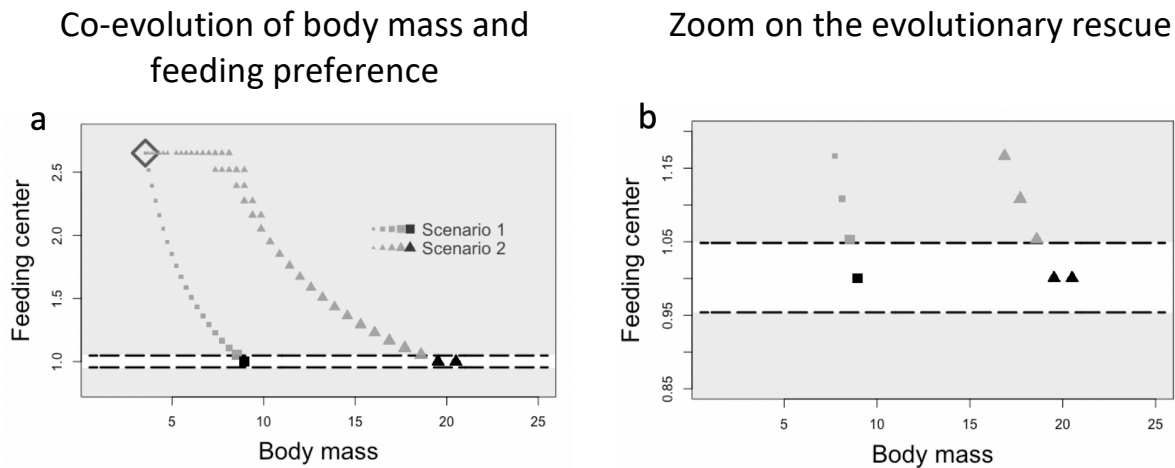 Co-evolution of body mass and
feeding preference
Zoom on the evolutionary rescue
a
Feeding center
2.5
2.0
1.5
1.0
Scenario 1
Scenario 2
5
10
15
20
25
Body mass
b
Feeding center
1.15
1.05
0.95
0.85
5
10
15
20
25
Body mass